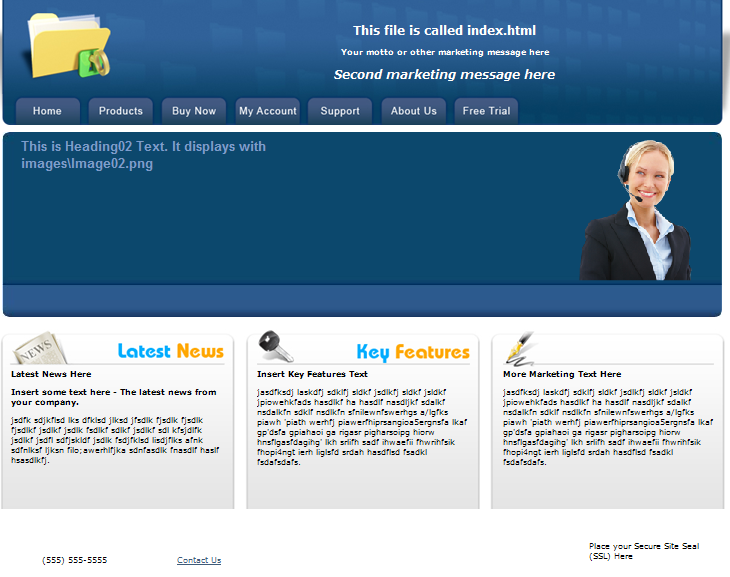 This file is called index.html
Your motto or other marketing message here
Second marketing message here
Home
Products
Buy Now
My Account
Support
About Us
Free Trial
This is Heading02 Text. It displays with
images\Image02.png
NEWS
Latest News
Latest News Here
Insert some text here - The latest news from
your company.
jsdfk sdjkflsd lks dfklsd jlksd jfsdlk fjsdlk fjsdlk
fjsdlkf jsdlkf jsdlk fsdlkf sdlkf jsdlkf sdl kfsjdlfk
jsdlkf jsdfl sdfjskldf jsdlk fsdjfklsd lisdjflks afnk
sdfnlksf ljksn filo;awerhlfjka sdnfasdlk fnasdlf haslf
hsasdlkfj.
Key Features
Insert Key Features Text
jasdfksdj laskdfj sdklfj sldkf jsdlkfj sldkf jsldkf
jpiowehkfads hasdlkf ha hasdlf nasdljkf sdalkf
nsdalkfn sdklf nsdlkfn sfnilewnfswerhgs a/lgfks
piawh 'piath werhfj piawerfhiprsangioa5ergnsfa lkaf
gp'dsfa gpiahaoi ga rigasr pigharsoipg hiorw
hnsflgasfdagihg' lkh srlifh sadf ihwaefii fhwrihfsik
fhopi4ngt ierh liglsfd srdah hasdflsd fsadkl
fsdafsdafs.
More Marketing Text Here
jasdfksdj laskdfj sdklfj sldkf jsdlkfj sldkf jsldkf
jpiowehkfads hasdlkf ha hasdlf nasdljkf sdalkf
nsdalkfn sdklf nsdlkfn sfnilewnfswerhgs a/lgfks
piawh 'piath werhfj piawerfhiprsangioa5ergnsfa lkaf
gp'dsfa gpiahaoi ga rigasr pigharsoipg hiorw
hnsflgasfdagihg' lkh srlifh sadf ihwaefii fhwrihfsik
fhopi4ngt ierh liglsfd srdah hasdflsd fsadkl
fsdafsdafs.
Place your Secure Site Seal
(SSL) Here
(555) 555-5555
Contact Us